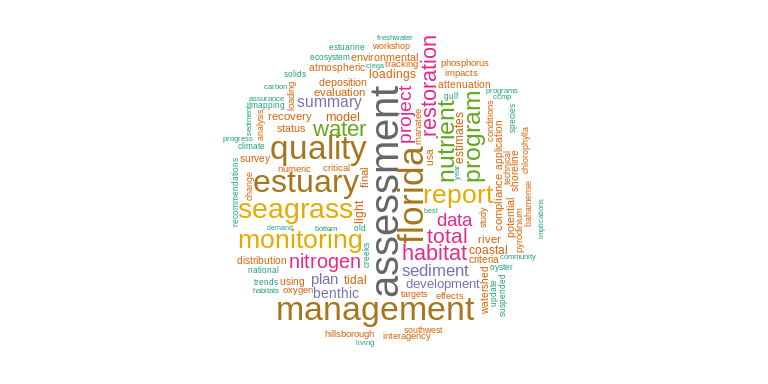 freshwater
estuarine
workshop
ecosystem
environmental
atmospheric
ciega
tracking
phosphorus
solids
loadings
impacts
carbon
deposition
attenuation
evaluation
programs
assurance
mapping
summary
gulf
ccmp
loading
recovery
model
project
restoration
species
status
water
manatee
nutrient
program
conditions
sediments
analysis
progress
climate
quality
assessment
estimates
chlorophylla
survey
usa
technical
numeric
critical
year
application
shoreline
recommendations
change
estuary
final
florida
report
compliance
bahamense
seagrass
light
best
data
study
potential
pyrodinium
implications
demand
bottom
old
total
river
monitoring
creeks
habitat
coastal
distribution
nitrogen
criteria
community
national
sediment
oyster
trends
using
plan
tidal
development
watershed
update
suspended
habitats
oxygen
benthic
targets
effects
management
hillsborough
interagency
southwest
living